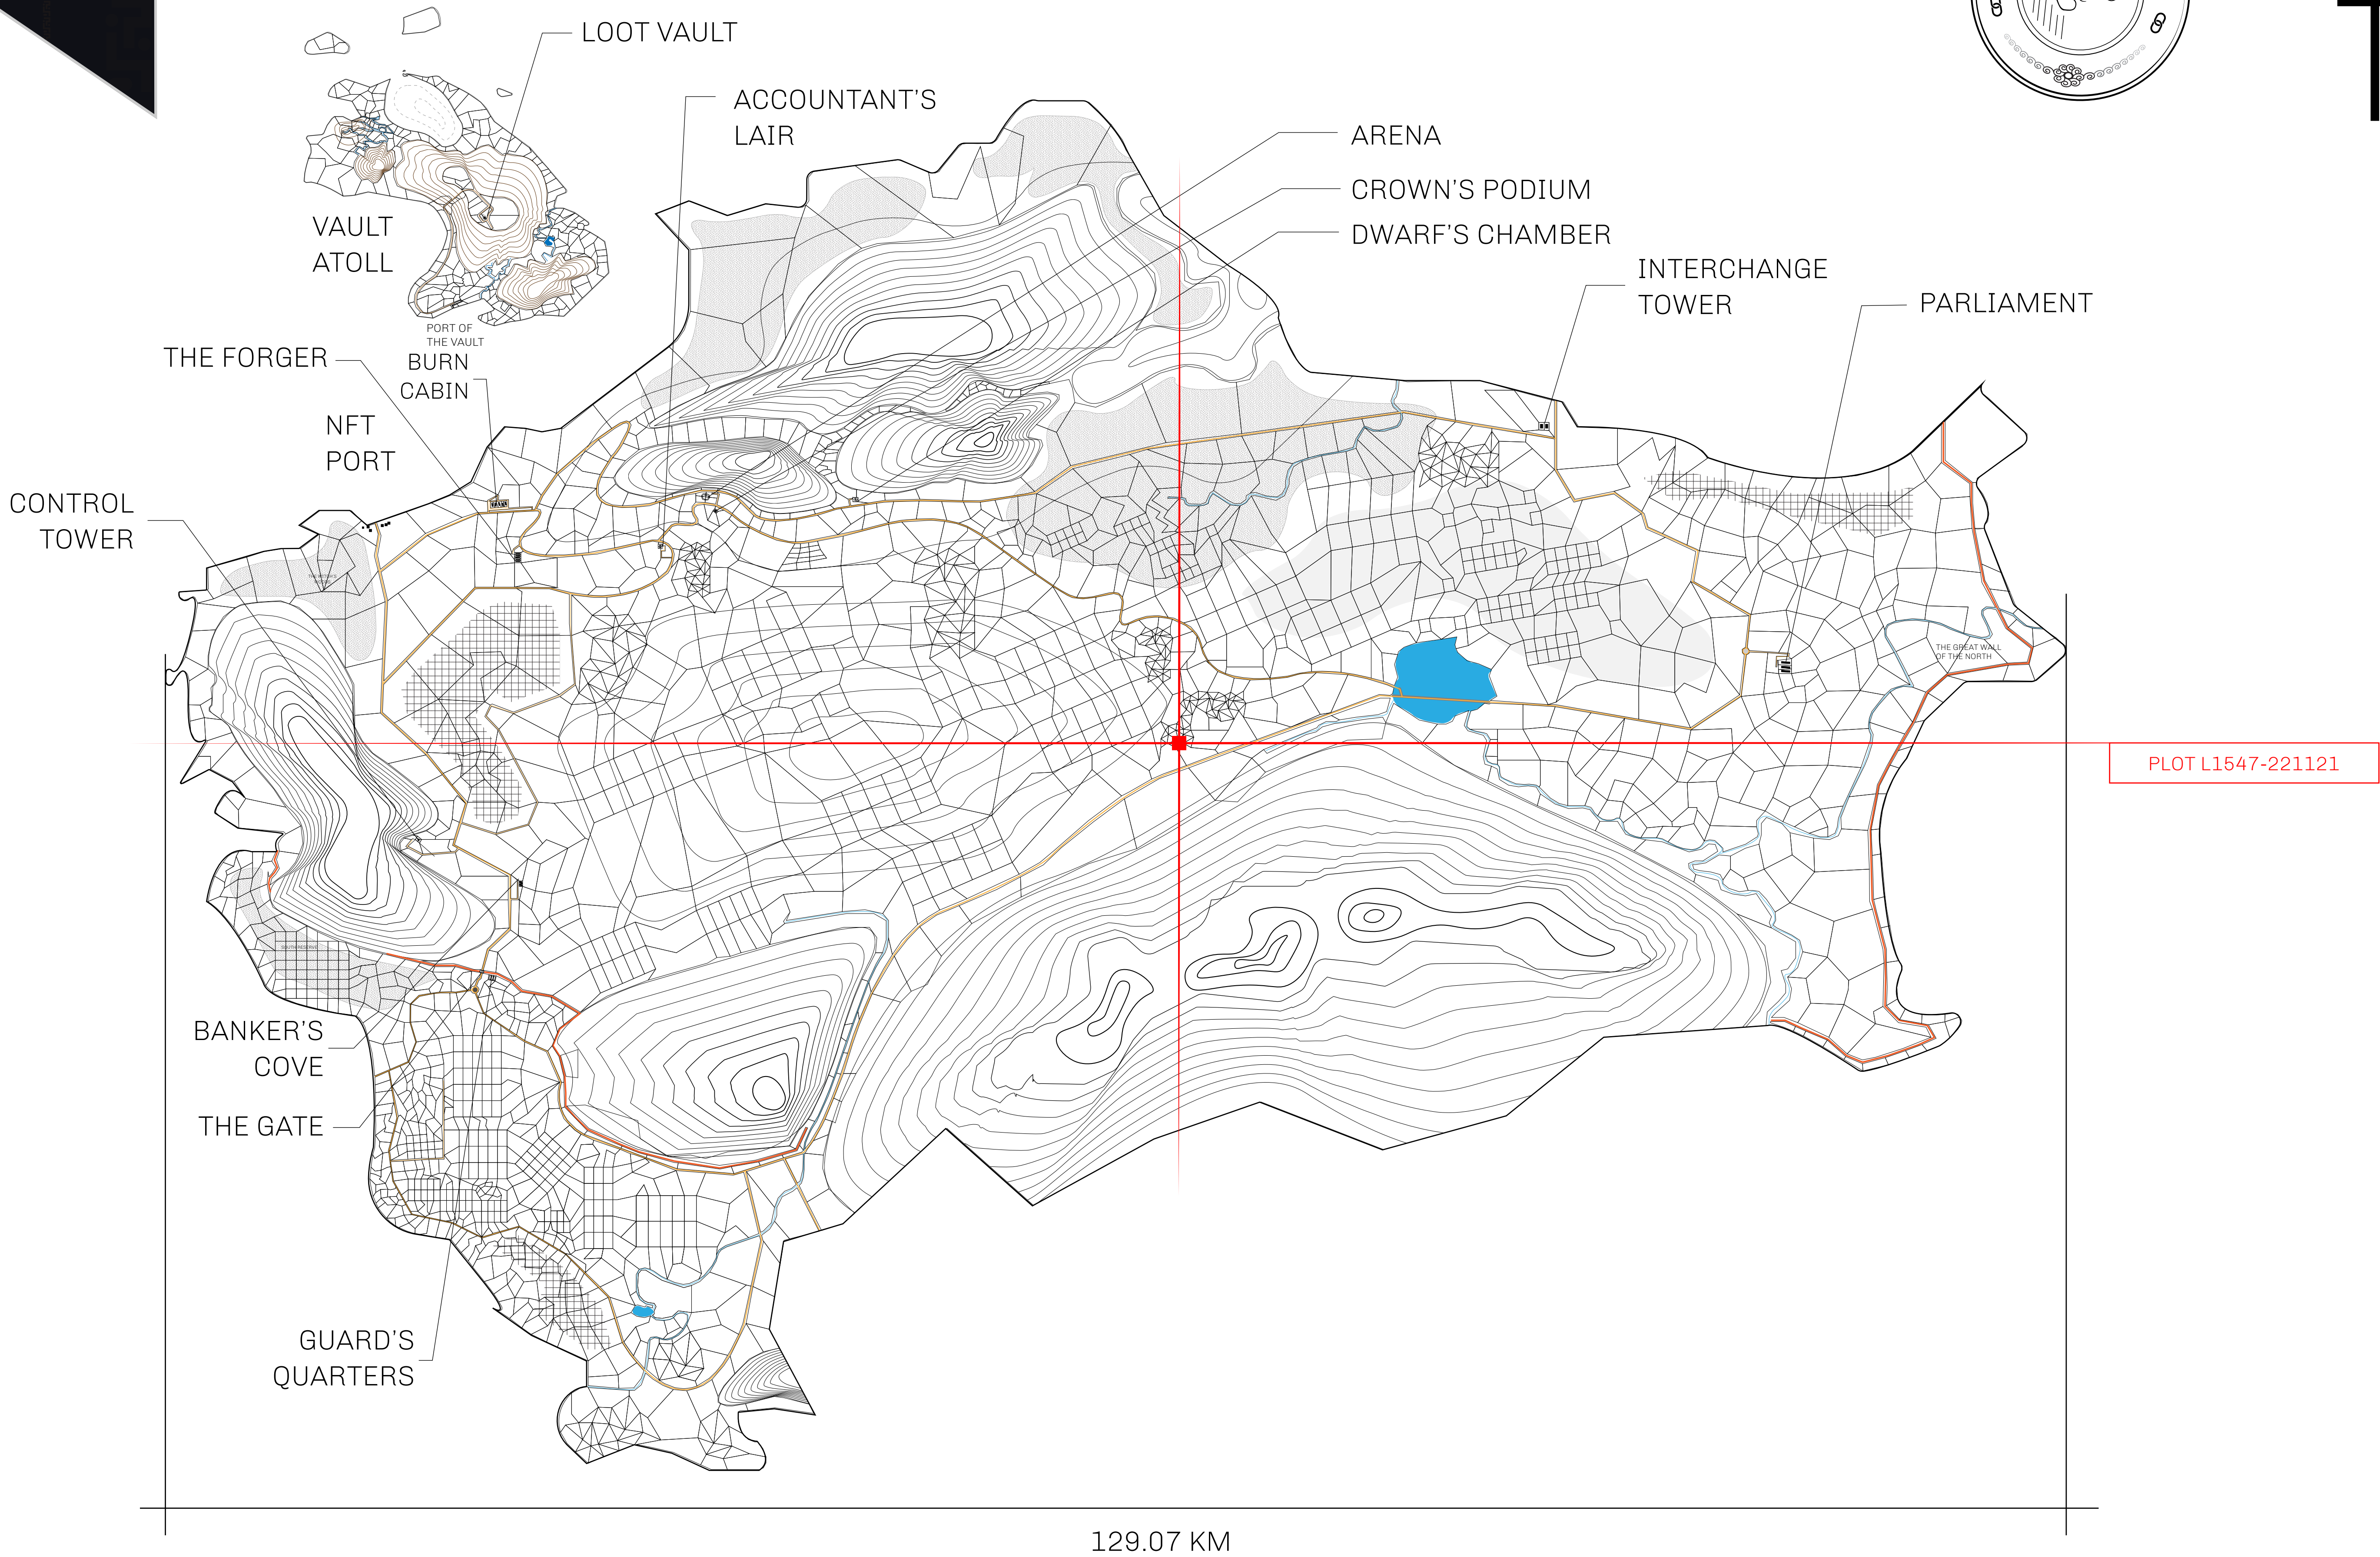 LOOT VAULT
ACCOUNTANT'S
LAIR
ARENA
CROWN'S PODIUM
DWARF'S CHAMBER
VAULT
ATOLL
INTERCHANGE
TOWER
PARLIAMENT
PORT OF
THE VAULT
THE FORGER
BURN
CABIN
NFT
PORT
CONTROL
TOWER
THE GREAT WALL
OF THE NORTH
PLOT L1547-221121
SOUTH RESERVE
BANKER'S
COVE
THE GATE
GUARD'S
QUARTERS
129.07 KM